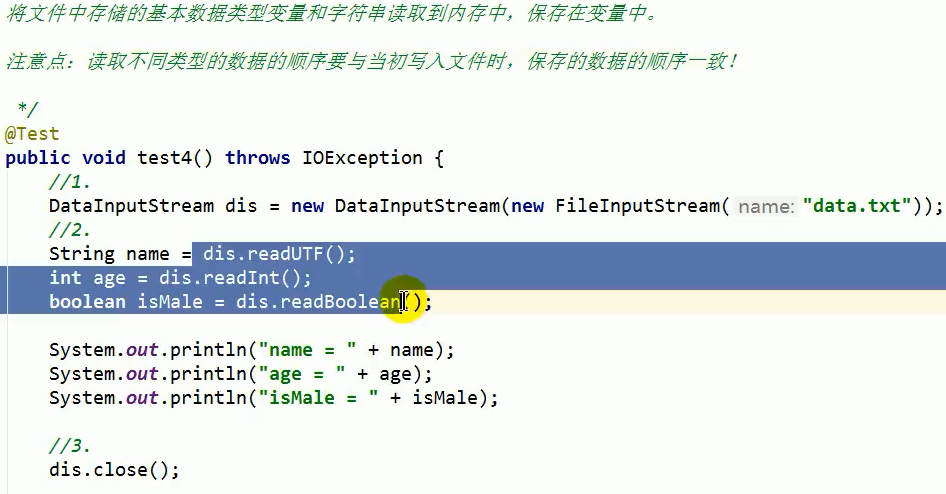 将文件中存储的基本数据类型变量和字符串读取到内存中，保存在变量中。
注意点：读取不同类型的数据的顺序要与当初写入文件时，保存的数据的顺序一致！
*/
@Test
public void test4() throws IOException {
//1.
DataInputStream dis = new DataInputStream(new FileInputStream( name: "data.txt"));
//2.
String name = dis.readUTF();
int age = dis.readInt();
boolean isMale = dis.readBoolean();
System.out.println("name = " + name);
System.out.println("age = " + age);
System.out.println("isMale = " + isMale);
//3.
dis.close();